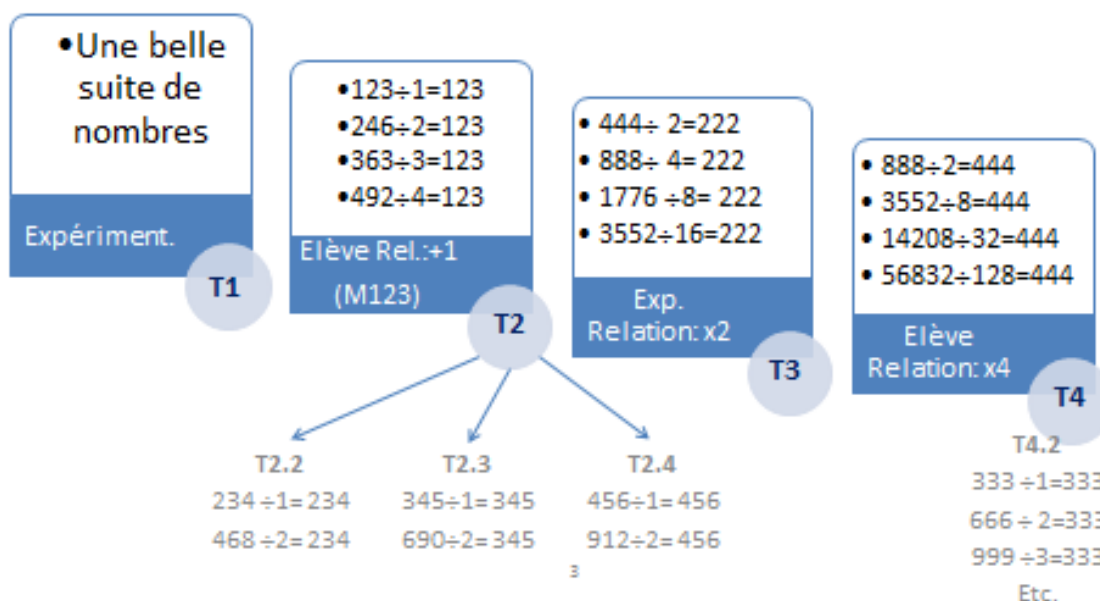 •Une belle
suite de
nombres
Expériment.
T1
•123÷1=123
•246÷2=123
•363÷3=123
•492÷4=123
Elève Rel.:+1
(M123)
T2
• 444÷ 2=222
• 888÷ 4= 222
• 1776 ÷8= 222
• 3552÷16=222
Exp.
Relation: x2
T3
• 888÷2=444
• 3552÷8=444
• 14208÷32=444
• 56832÷128=444
Elève
Relation: x4
T4
T2.2
234 ÷1= 234
468 ÷2= 234
T2.3
345÷1= 345
690÷2= 345
T2.4
456÷1= 456
912÷2= 456
3
T4.2
333 ÷1=333
666 ÷ 2=333
999 ÷3=333
Etc.